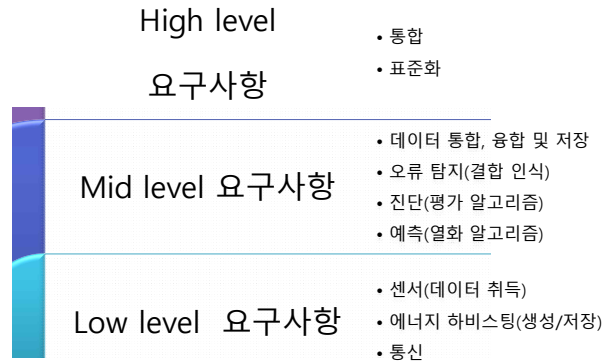 High level
요구사항
• 통합
• 표준화
Mid level 요구사항
• 데이터 통합, 융합 및 저장
• 오류 탐지(결합 인식)
• 진단(평가 알고리즘)
• 예측(열화 알고리즘)
Low level 요구사항
• 센서(데이터 취득)
• 에너지 하비스팅(생성/저장)
• 통신